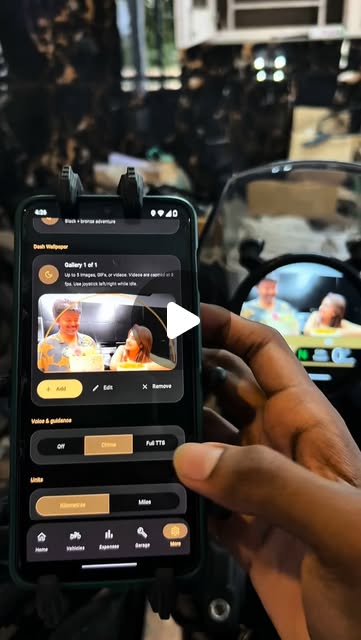 4:25
Black + bronze adventure
Dash Wallpaper
Gallery 1 of 1
Up to 5 images, GIFs, or videos. Videos are capped at 5
fps. Use joystick left/right while idle.
+ Add
Edit
× Remove
Voice & guidance
Off
Chime
Full TTS
Units
Kilometres
Miles
Home
Vehicles
Expenses
Garage
More
N